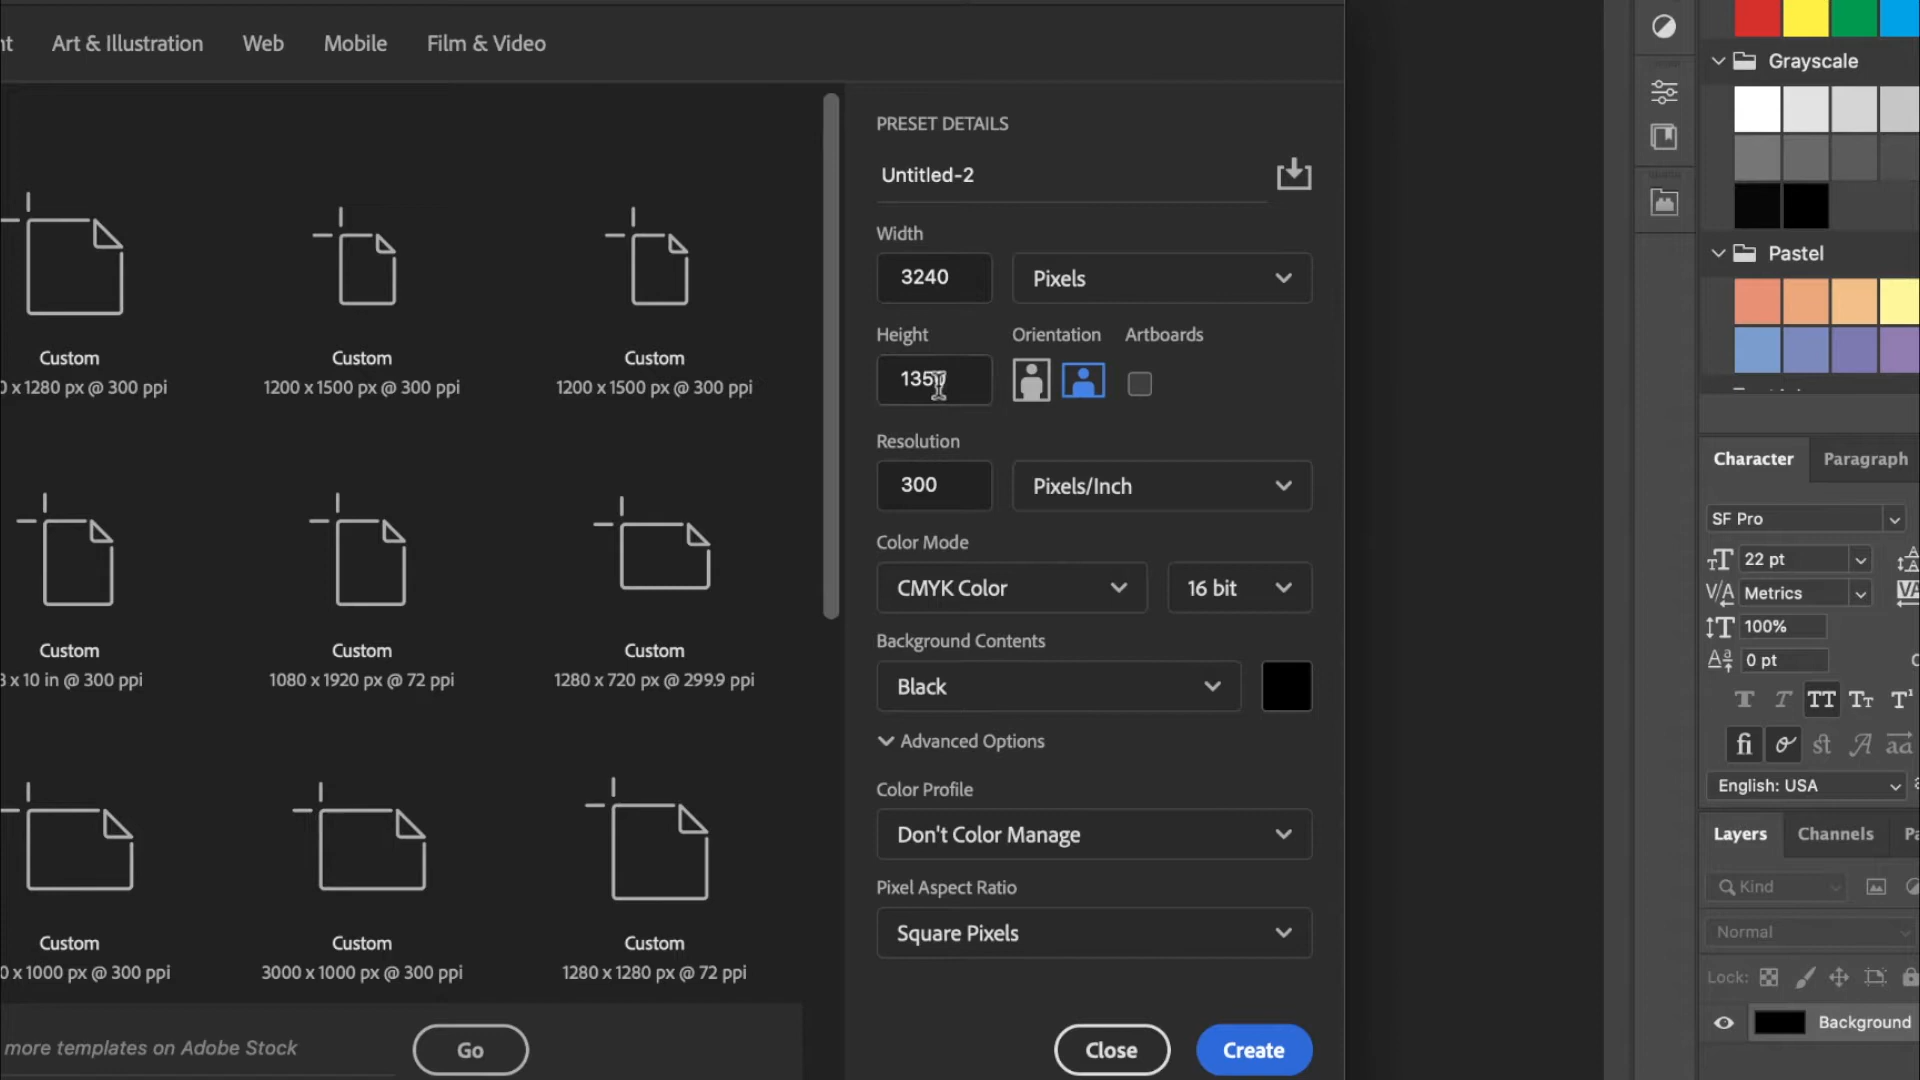 Art & Illustration Web Mobile Film & Video
PRESET DETAILS
Untitled-2
Width
3240 Pixels
Height Orientation Artboards
1350
Resolution
300 Pixels/Inch
Color Mode
CMYK Color 16 bit
Background Contents
Black
Advanced Options
Color Profile
Don't Color Manage
Pixel Aspect Ratio
Square Pixels
Close Create
Custom Custom Custom
0 x 1280 px @ 300 ppi 1200 x 1500 px @ 300 ppi 1200 x 1500 px @ 300 ppi
Custom Custom Custom
x 10 in @ 300 ppi 1080 x 1920 px @ 72 ppi 1280 x 720 px @ 299.9 ppi
Custom Custom Custom
0 x 1000 px @ 300 ppi 3000 x 1000 px @ 300 ppi 1280 x 1280 px @ 72 ppi
more templates on Adobe Stock Go
Grayscale
Pastel
Character Paragraph
SF Pro
22 pt
Metrics
100%
0 pt
English: USA
Layers Channels
Kind
Normal
Lock:
Background